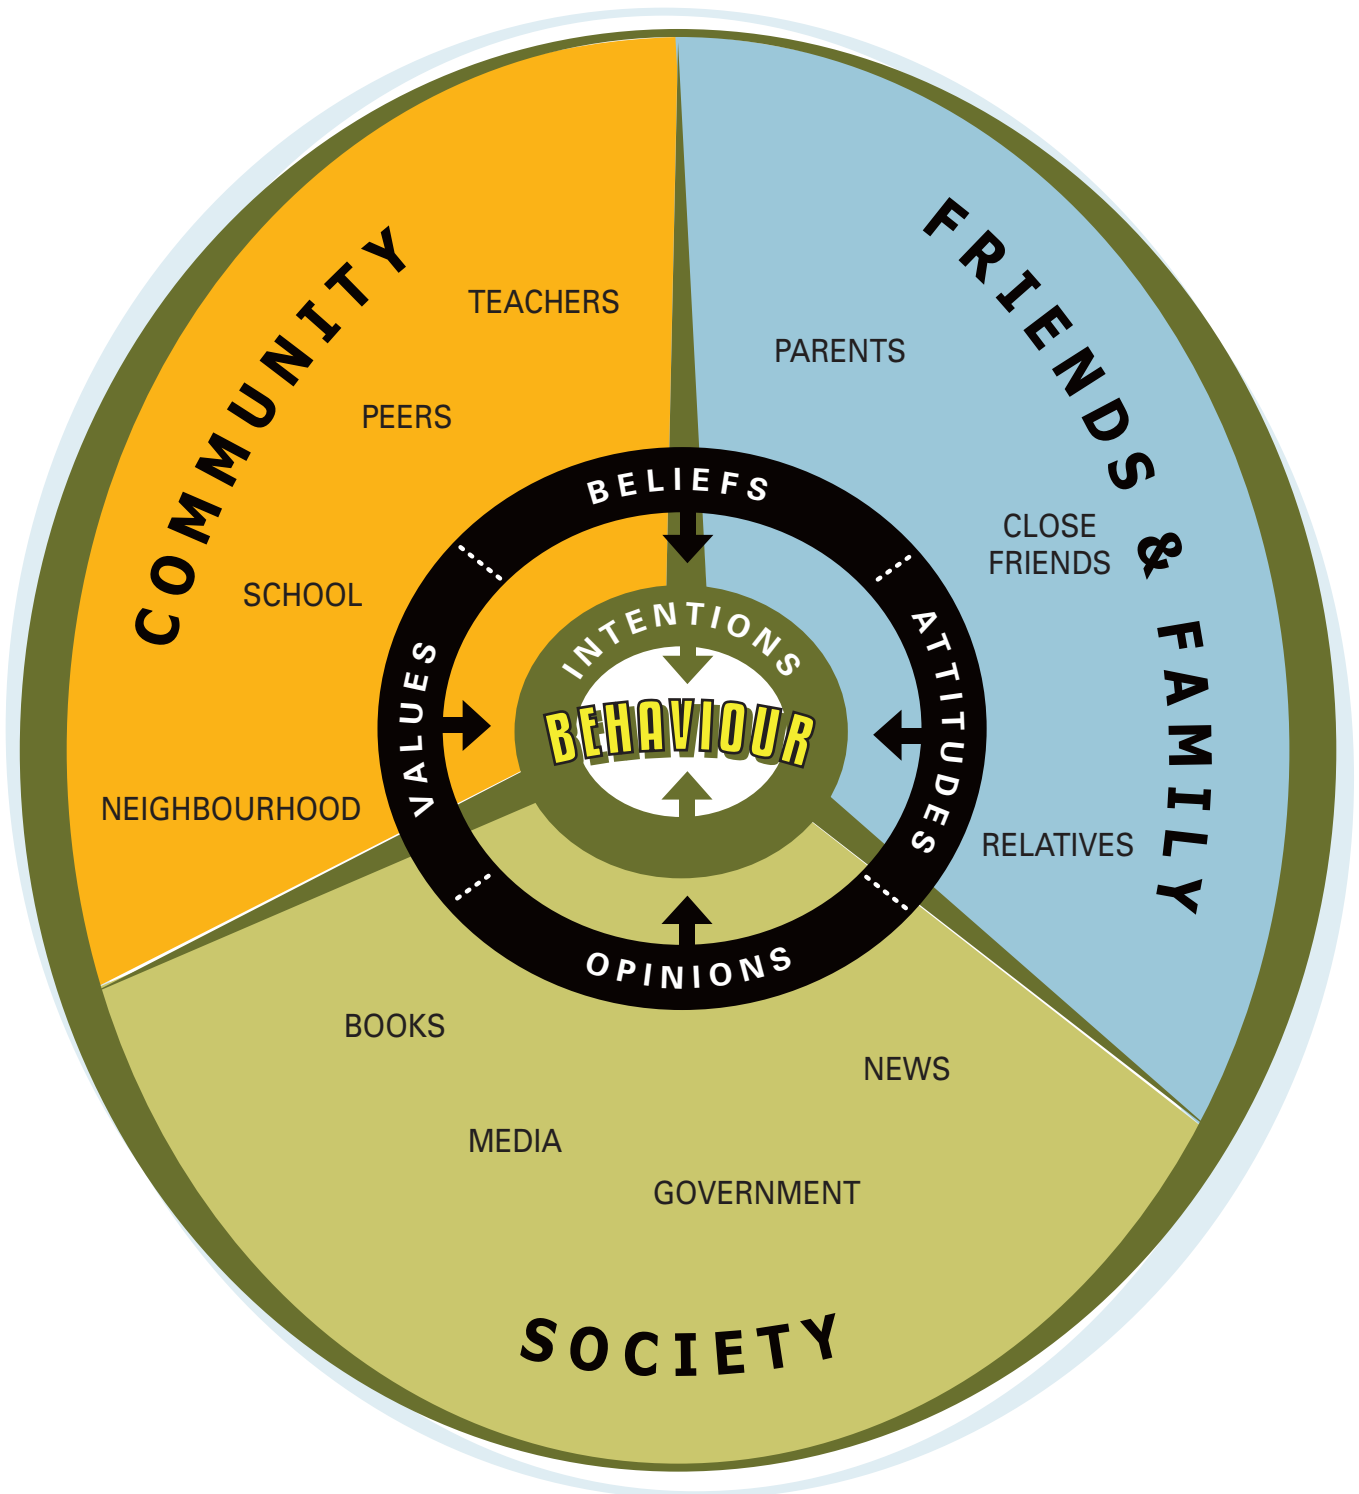 COMMUNITY
TEACHERS
PEERS
SCHOOL
NEIGHBOURHOOD
FRIENDS & FAMILY
PARENTS
CLOSE
FRIENDS
RELATIVES
BELIEFS
VALUES
ATTITUDES
OPINIONS
INTENTIONS
BEHAVIOUR
BOOKS
NEWS
MEDIA
GOVERNMENT
SOCIETY